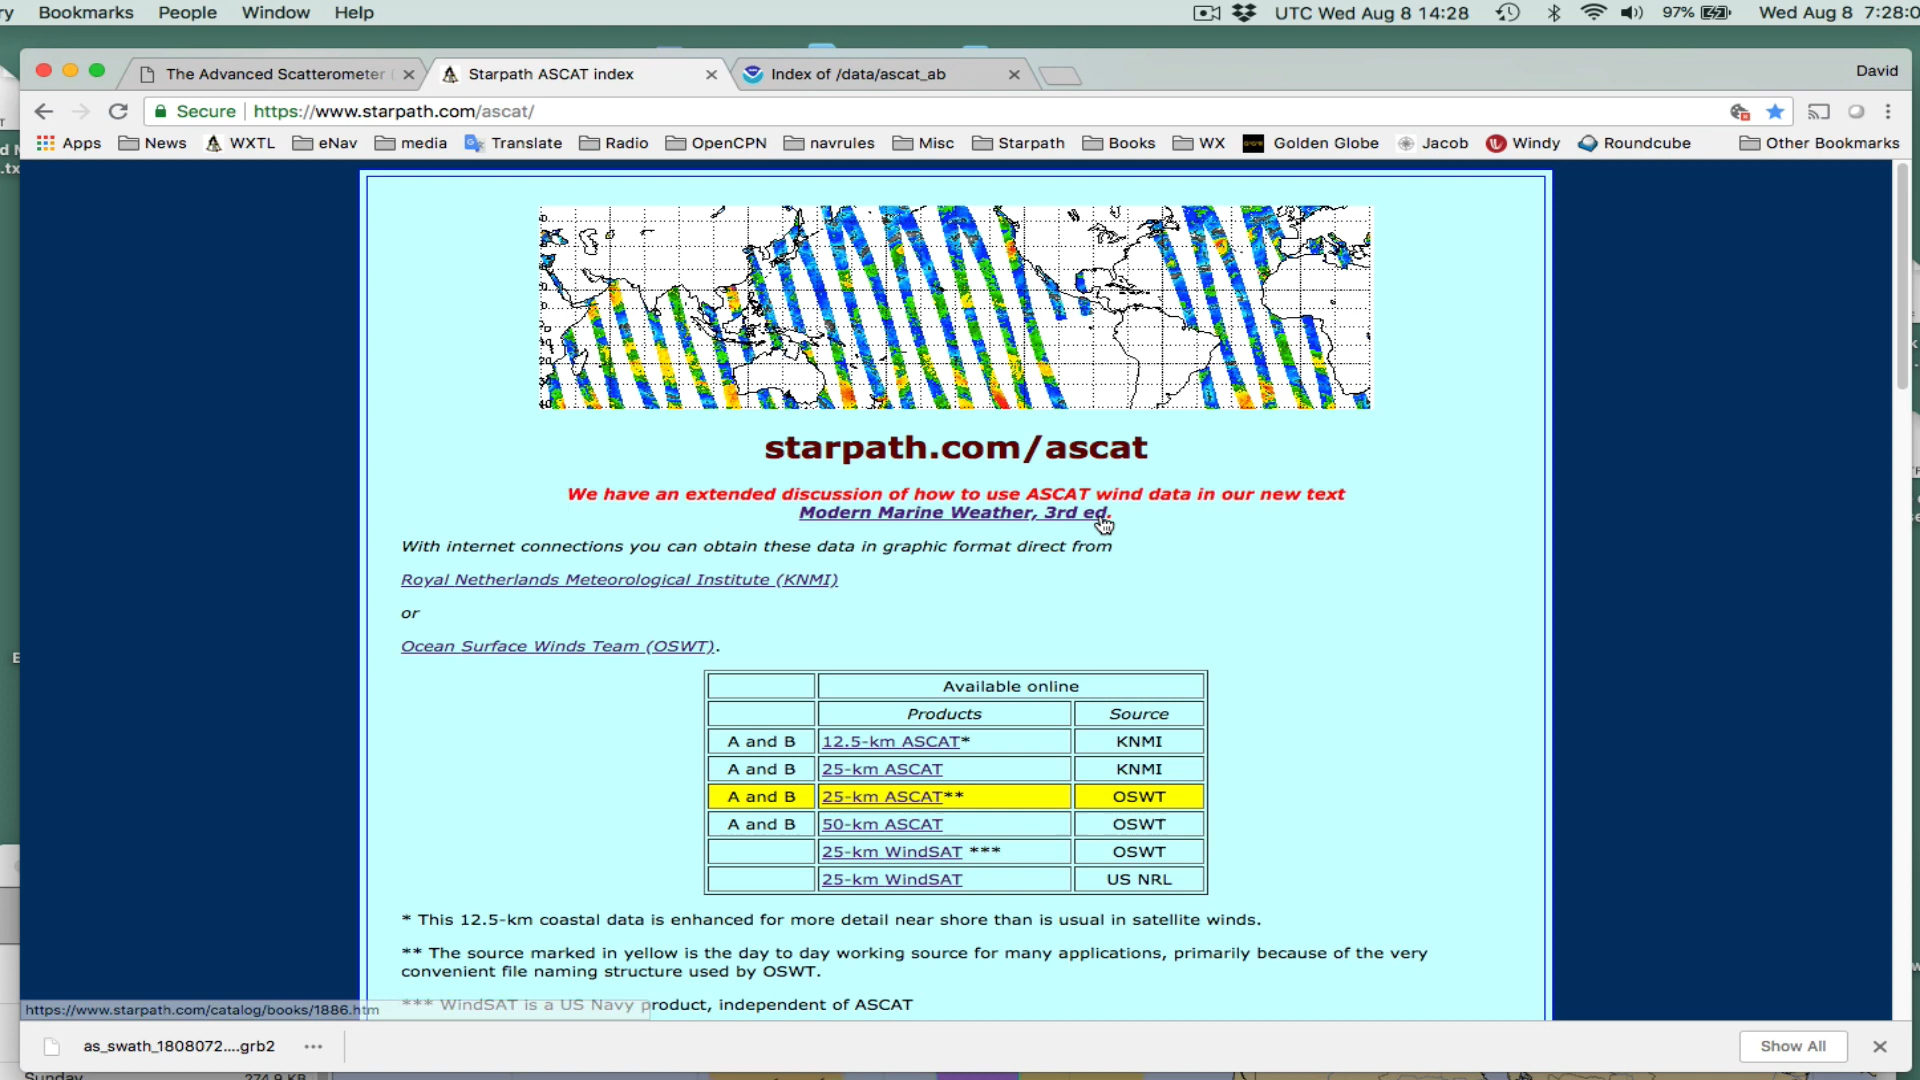 Bookmarks People Window Help UTC Wed Aug 8 14:28 97% Wed Aug 8 7:28:0
The Advanced Scatterometer Starpath ASCAT index Index of /data/ascat_ab David
Secure https://www.starpath.com/ascat/
Apps News WXTL eNav media Translate Radio OpenCPN navrules Misc Starpath Books WX Golden Globe Jacob Windy Roundcube Other Bookmarks
starpath.com/ascat
We have an extended discussion of how to use ASCAT wind data in our new text
Modern Marine Weather, 3rd ed.
With internet connections you can obtain these data in graphic format direct from
Royal Netherlands Meteorological Institute (KNMI)
or
Ocean Surface Winds Team (OSWT).
Available online
Products Source
A and B 12.5-km ASCAT* KNMI
A and B 25-km ASCAT KNMI
A and B 25-km ASCAT** OSWT
A and B 50-km ASCAT OSWT
25-km WindSAT *** OSWT
25-km WindSAT US NRL
* This 12.5-km coastal data is enhanced for more detail near shore than is usual in satellite winds.
** The source marked in yellow is the day to day working source for many applications, primarily because of the very
convenient file naming structure used by OSWT.
*** WindSAT is a US Navy product, independent of ASCAT
https://www.starpath.com/catalog/books/1886.htm
as_swath_1808072....grb2 ... Show All
Sunday 274.9 KB